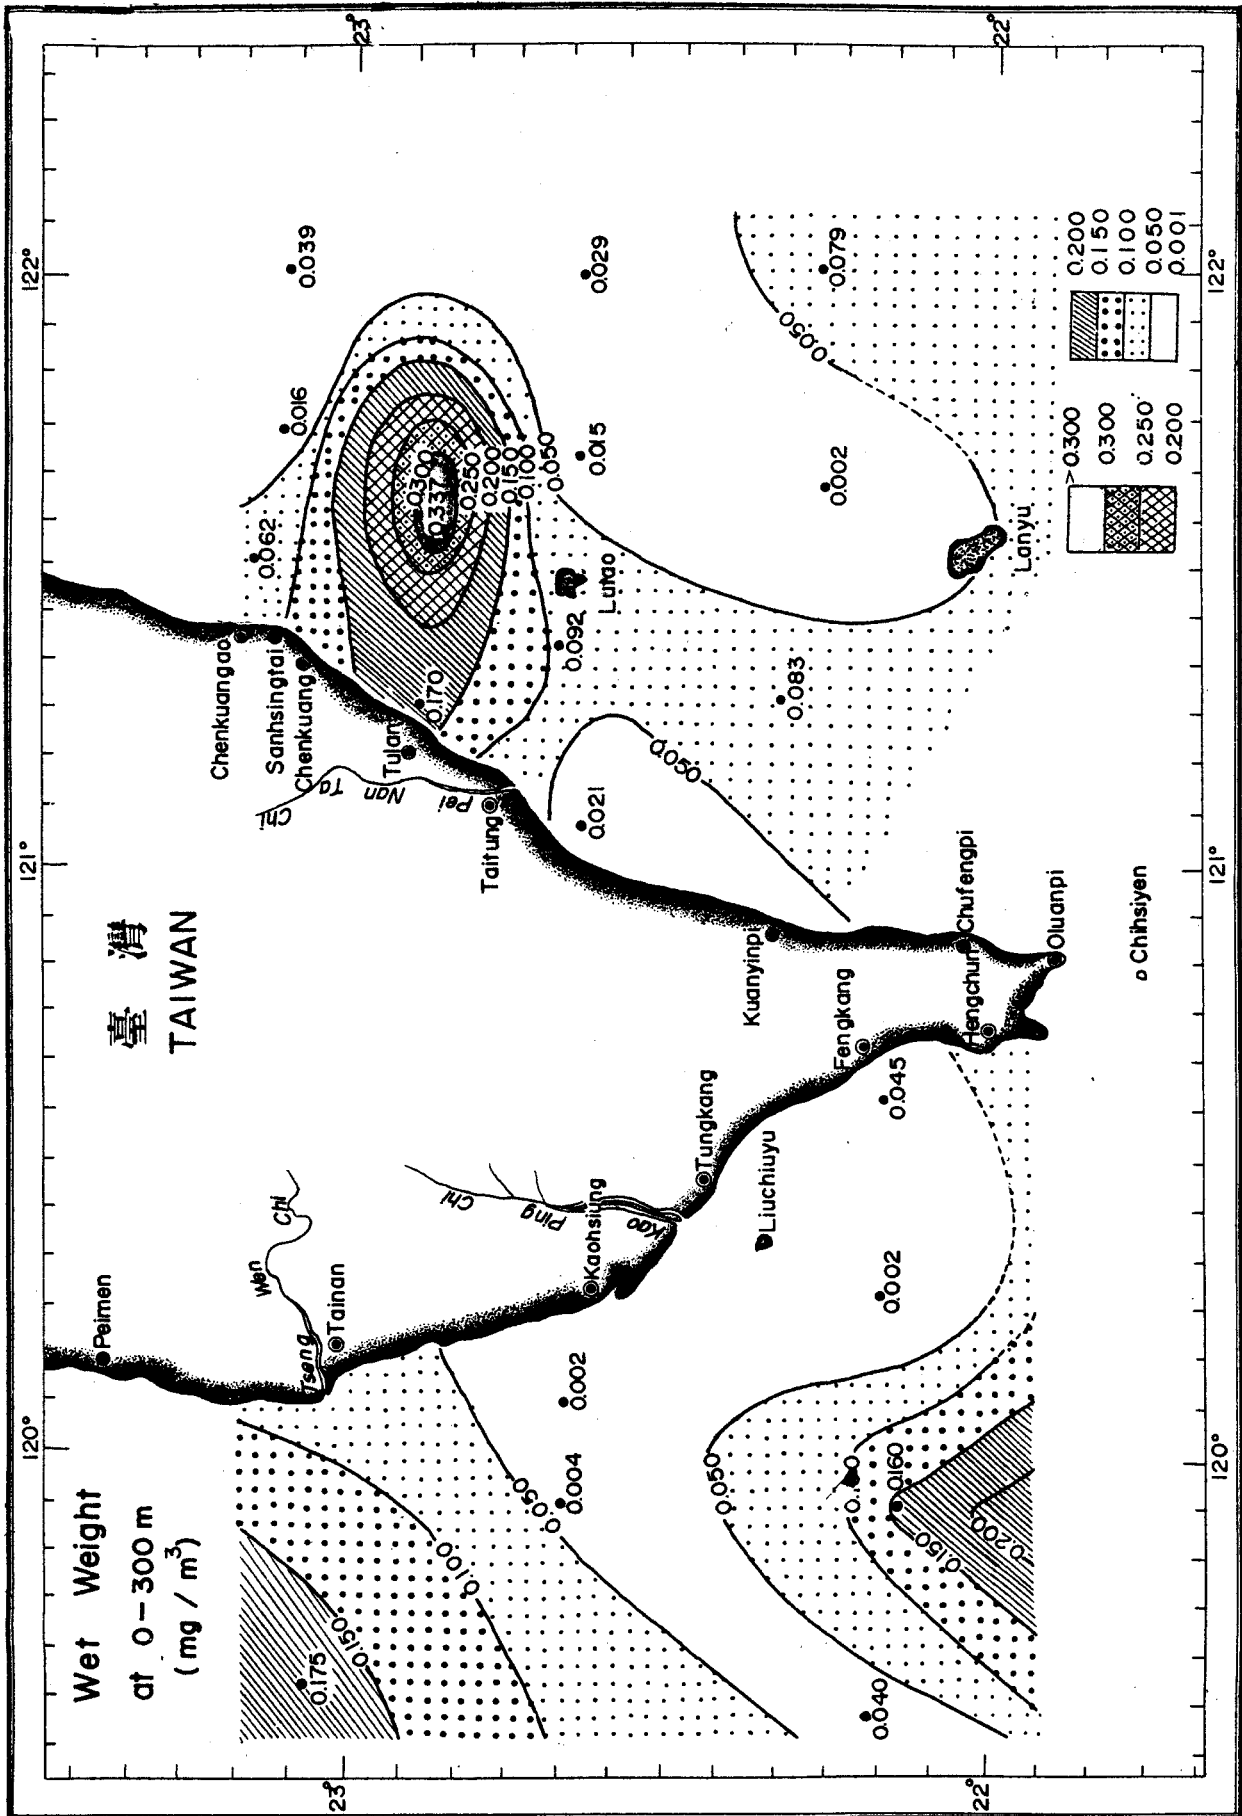 Wet Weight
at 0-300 m
(mg / m³)
臺灣
TAIWAN
120°
121°
122°
23°
22°
120°
121°
122°
23°
22°
Peimen
Tseng
Wen
Chi
Tainan
Kaohsiung
Kao
Ping
Chi
Tungkang
Liuchiuyu
Fengkang
Hengchun
Kuanyinpi
Chufengpi
Oluanpi
Chihsiyen
Chenkuangao
Sanhsingtai
Chenkuang
Tulan
Chi
Ta
Nan
Pei
Taitung
Lutao
Lanyu
0.175
0.150
0.100
0.050
0.004
0.002
0.040
0.050
0.160
0.150
0.200
0.002
0.045
0.062
0.016
0.039
0.170
0.300
0.337
0.250
0.200
0.150
0.100
0.050
0.092
0.015
0.029
0.021
0.050
0.083
0.002
0.050
0.079
>0.300
0.300
0.250
0.200
0.200
0.150
0.100
0.050
0.001